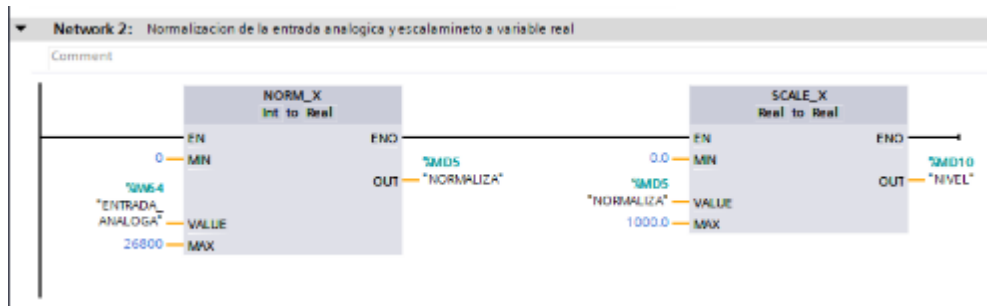 Network 2: Normalizacion de la entrada analogica y escalamineto a variable real
Comment
NORM_X
Int to Real
EN
ENO
0
MIN
%MD5
OUT
"NORMALIZA"
%IW64
"ENTRADA_
ANALOGA"
VALUE
26800
MAX
SCALE_X
Real to Real
EN
ENO
0.0
MIN
%MD10
OUT
"NIVEL"
%MD5
"NORMALIZA"
VALUE
1000.0
MAX